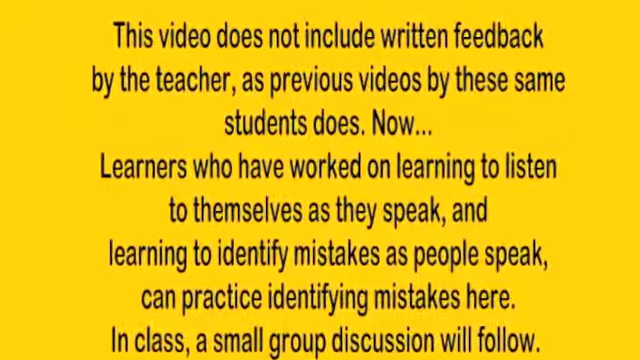 This video does not include written feedback
by the teacher, as previous videos by these same
students does. Now...
Learners who have worked on learning to listen
to themselves as they speak, and
learning to identify mistakes as people speak,
can practice identifying mistakes here.
In class, a small group discussion will follow.